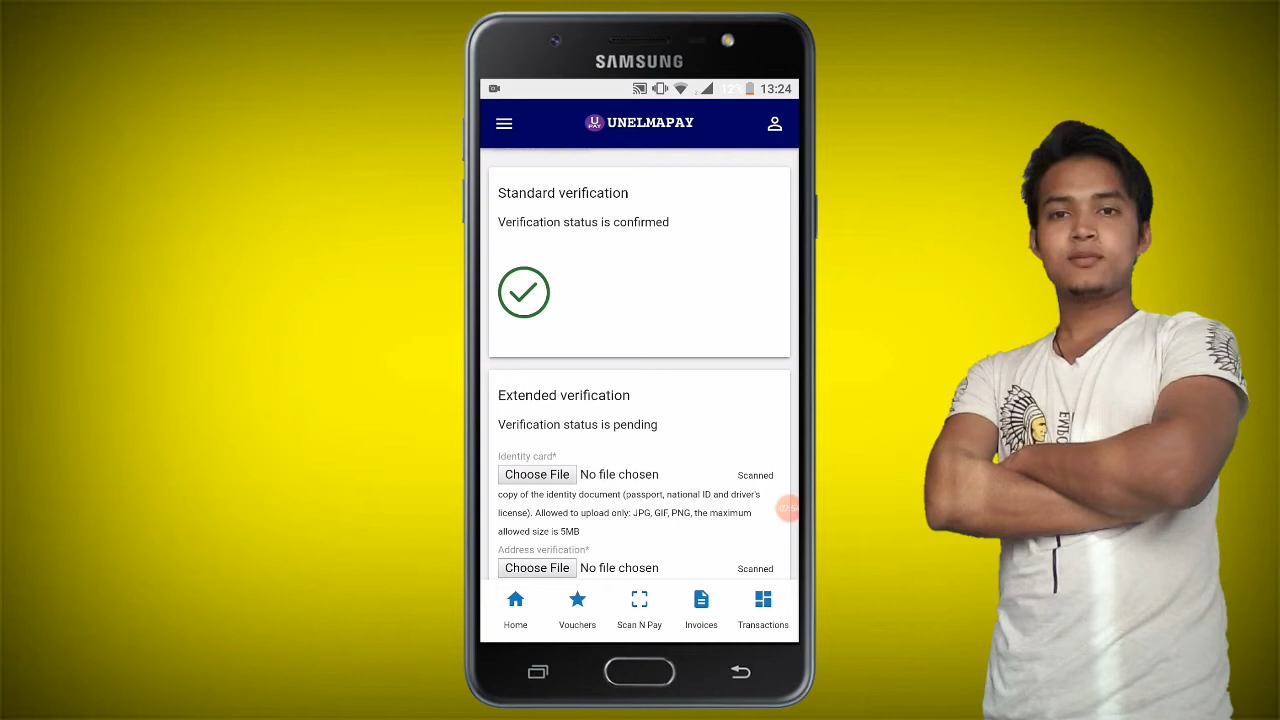 SAMSUNG
12% 13:24
U
PAY
UNELMAPAY
Standard verification
Verification status is confirmed
Extended verification
Verification status is pending
Identity card*
Choose File No file chosen Scanned
copy of the identity document (passport, national ID and driver's
license). Allowed to upload only: JPG, GIF, PNG, the maximum
allowed size is 5MB
Address verification*
Choose File No file chosen Scanned
Home Vouchers Scan N Pay Invoices Transactions